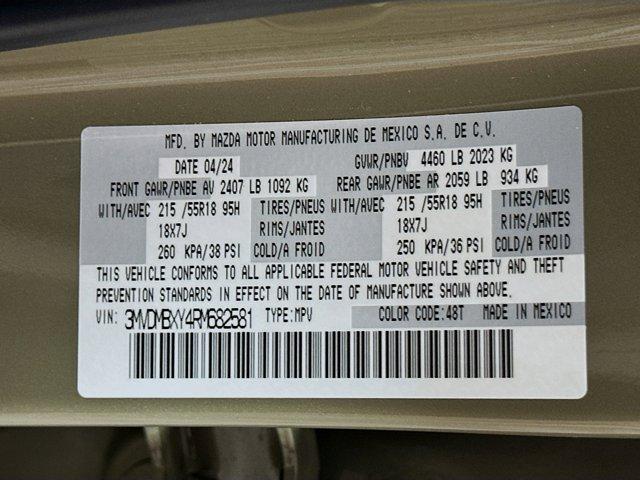 MFD. BY MAZDA MOTOR MANUFACTURING DE MEXICO S.A. DE C.V.
DATE 04/24 GVWR/PNBV 4460 LB 2023 KG
FRONT GAWR/PNBE AV 2407 LB 1092 KG REAR GAWR/PNBE AR 2059 LB 934 KG
WITH/AVEC 215 /55R18 95H TIRES/PNEUS WITH/AVEC 215 /55R18 95H TIRES/PNEUS
18X7J RIMS/JANTES 18X7J RIMS/JANTES
260 KPA/38 PSI COLD/A FROID 250 KPA/36 PSI COLD/A FROID
THIS VEHICLE CONFORMS TO ALL APPLICABLE FEDERAL MOTOR VEHICLE SAFETY AND THEFT
PREVENTION STANDARDS IN EFFECT ON THE DATE OF MANUFACTURE SHOWN ABOVE.
VIN: 3MVDMBXY4RM682581 TYPE:MPV COLOR CODE:48T MADE IN MEXICO